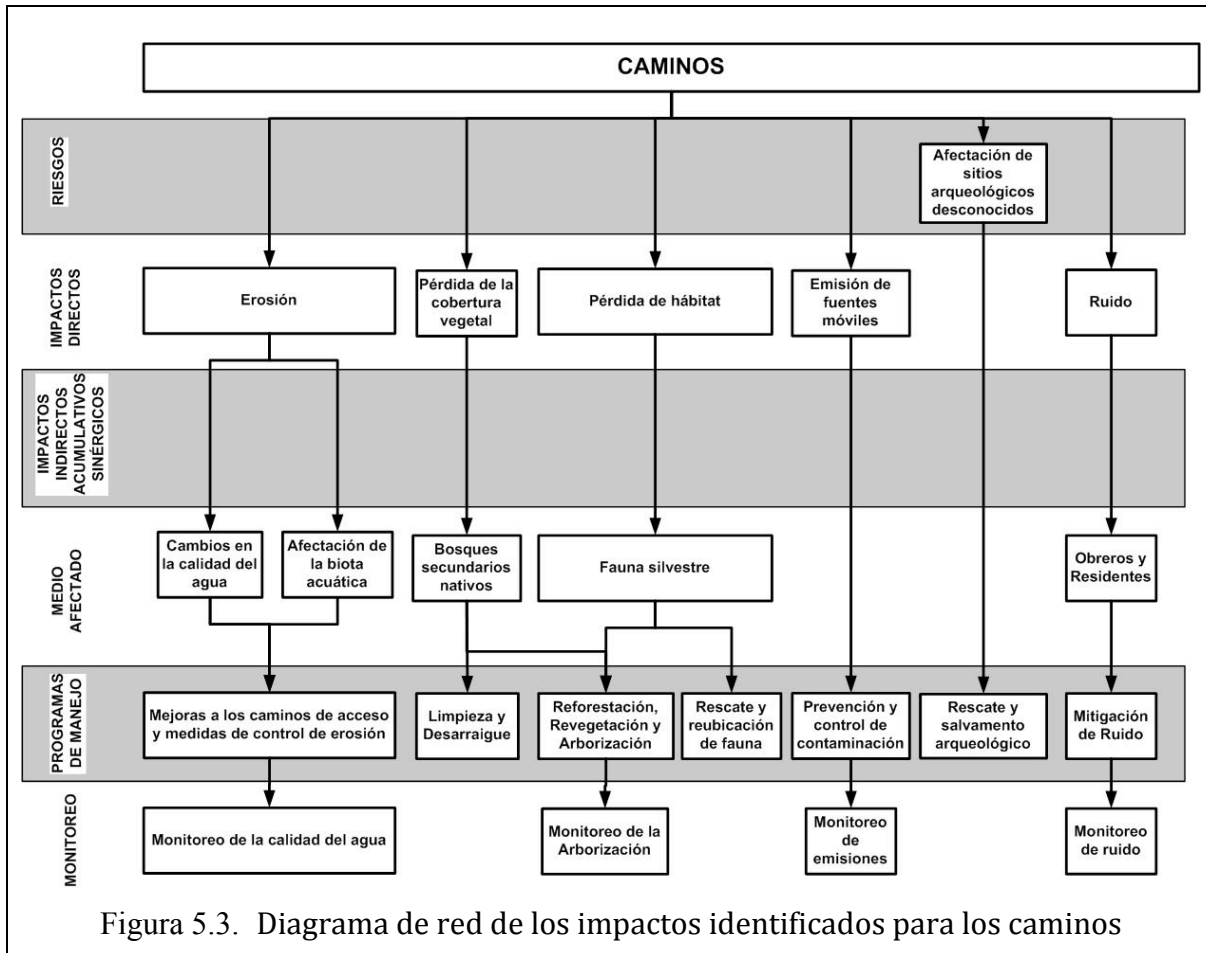 CAMINOS
RIESGOS
Afectación de
sitios
arqueológicos
desconocidos
IMPACTOS
DIRECTOS
Erosión
Pérdida de la
cobertura
vegetal
Pérdida de hábitat
Emisión de
fuentes
móviles
Ruido
IMPACTOS
INDIRECTOS
ACUMULATIVOS
SINÉRGICOS
MEDIO
AFECTADO
Cambios en
la calidad del
agua
Afectación de
la biota
acuática
Bosques
secundarios
nativos
Fauna silvestre
Obreros y
Residentes
PROGRAMAS
DE MANEJO
Mejoras a los caminos de acceso
y medidas de control de erosión
Limpieza y
Desarraigue
Reforestación,
Revegetación y
Arborización
Rescate y
reubicación
de fauna
Prevención y
control de
contaminación
Rescate y
salvamento
arqueológico
Mitigación
de Ruido
MONITOREO
Monitoreo de la calidad del agua
Monitoreo de la
Arborización
Monitoreo
de
emisiones
Monitoreo
de ruido
Figura 5.3. Diagrama de red de los impactos identificados para los caminos